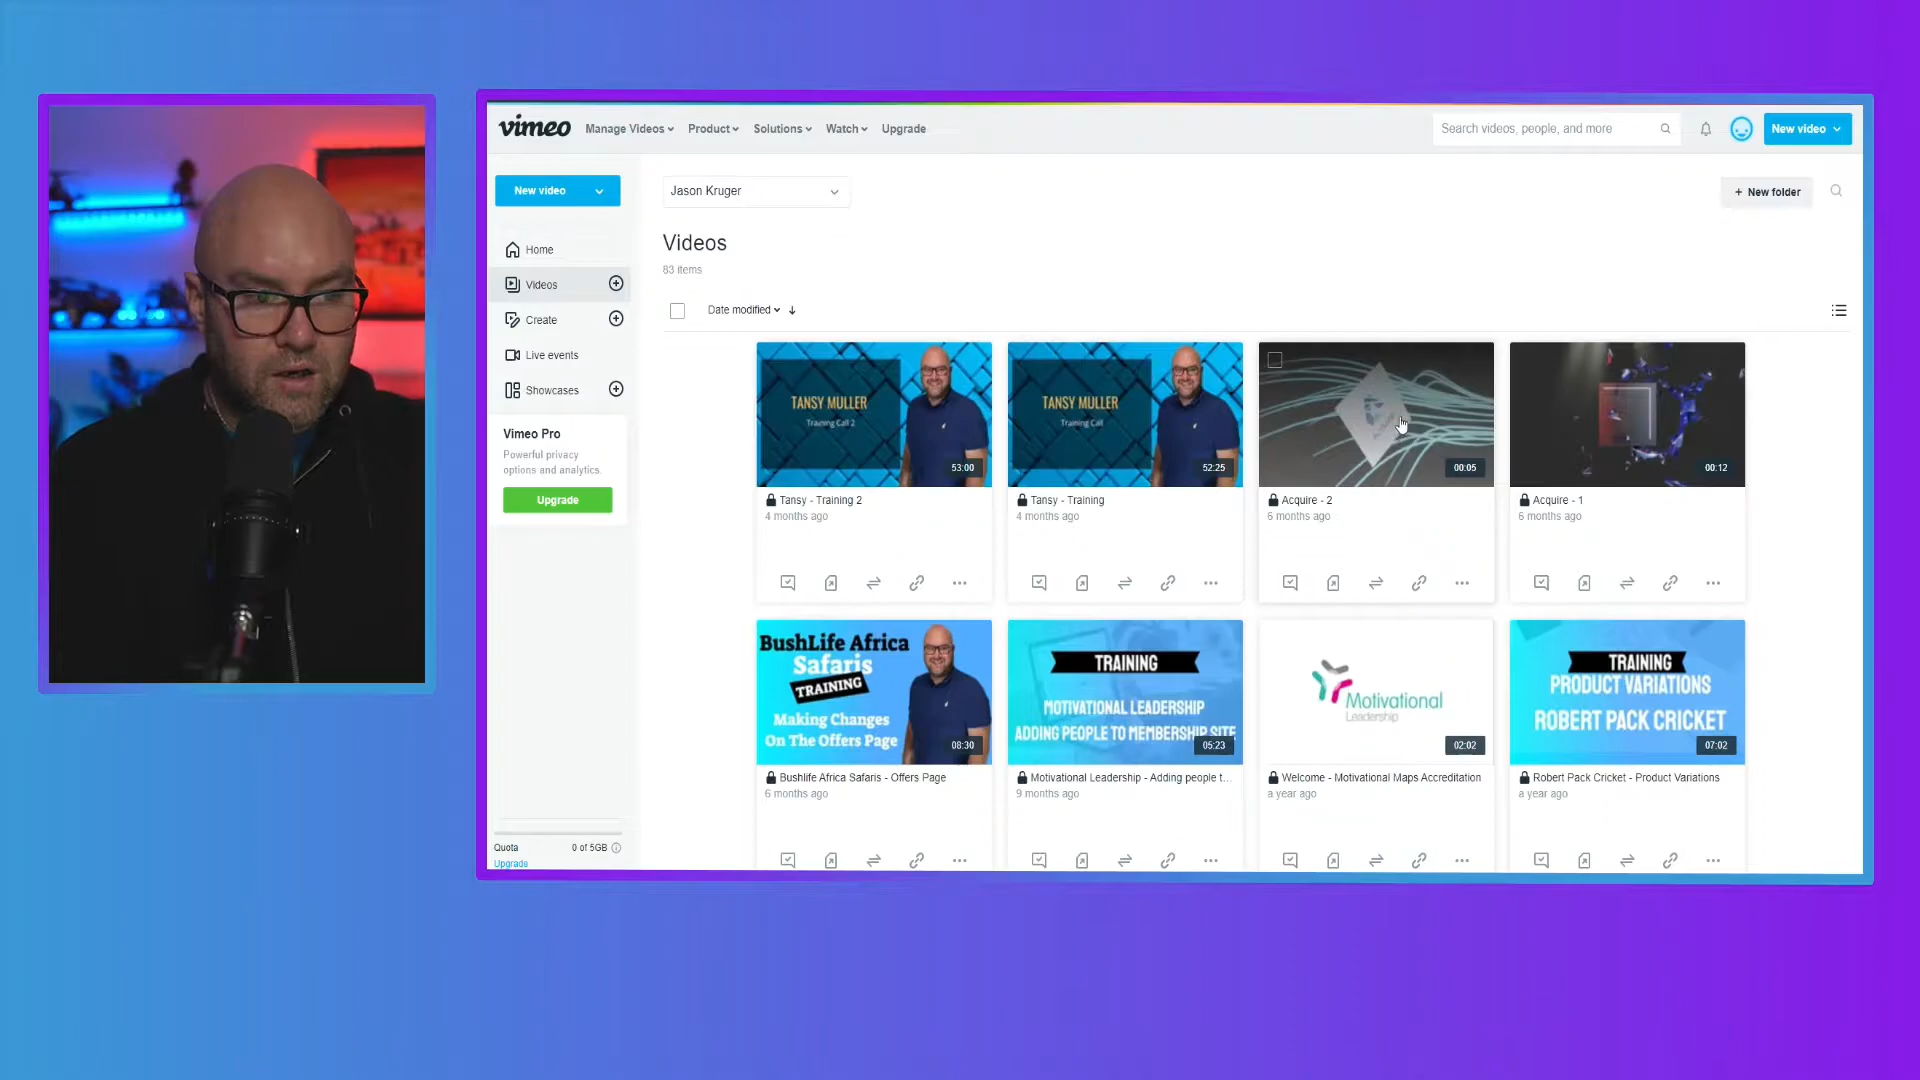 vimeo
Manage Videos
Product
Solutions
Watch
Upgrade
Search videos, people, and more
New video
New video
Home
Videos
Create
Live events
Showcases
Vimeo Pro
Powerful privacy
options and analytics.
Upgrade
Quota
0 of 5GB
Upgrade
Jason Kruger
+ New folder
Videos
83 items
Date modified
TANSY MULLER
Training Call 2
53:00
Tansy - Training 2
4 months ago
TANSY MULLER
Training Call
52:25
Tansy - Training
4 months ago
00:05
Acquire - 2
6 months ago
00:12
Acquire - 1
6 months ago
BushLife Africa
Safaris
TRAINING
Making Changes
On The Offers Page
08:30
Bushlife Africa Safaris - Offers Page
6 months ago
TRAINING
MOTIVATIONAL LEADERSHIP
ADDING PEOPLE TO MEMBERSHIP SITE
05:23
Motivational Leadership - Adding people t...
9 months ago
Motivational
Leadership
02:02
Welcome - Motivational Maps Accreditation
a year ago
TRAINING
PRODUCT VARIATIONS
ROBERT PACK CRICKET
07:02
Robert Pack Cricket - Product Variations
a year ago